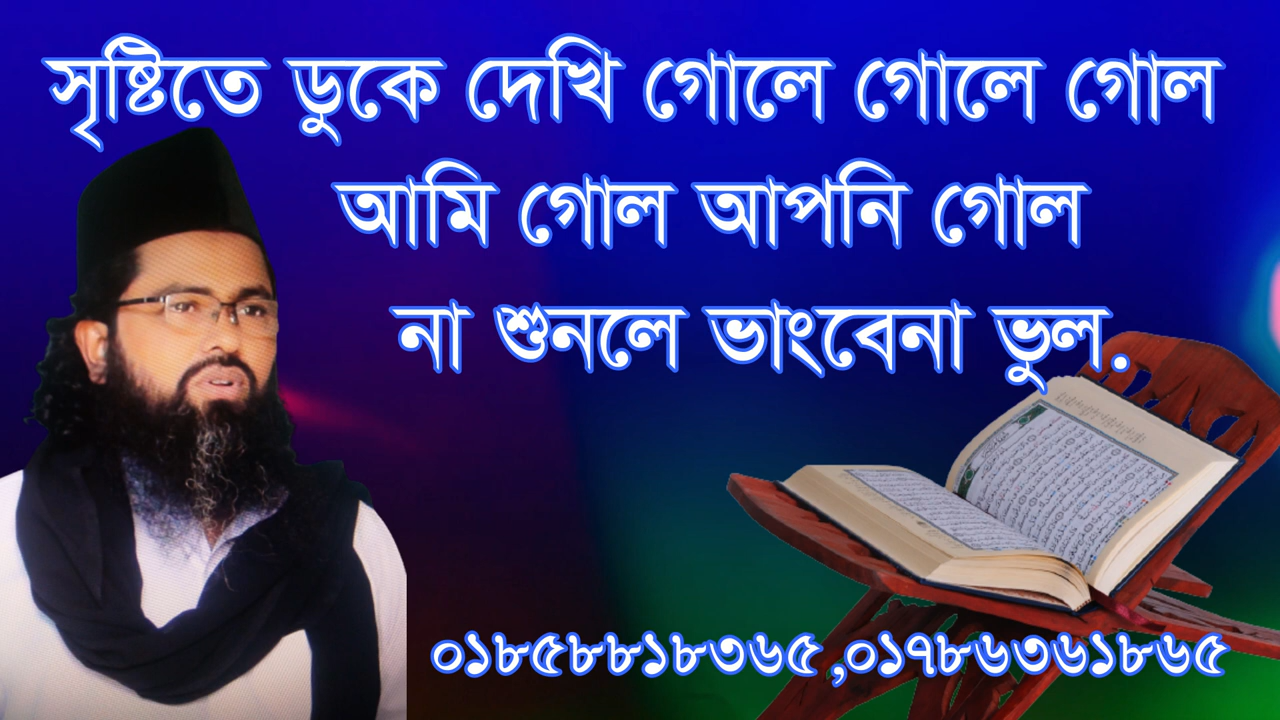 সৃষ্টিতে ডুকে দেখি গোলে গোলে গোল
আমি গোল আপনি গোল
না শুনলে ভাংবেনা ভুল.
০১৮৫৮৮১৮৩৬৫ ,০১৭৮৬৩৬১৮৬৫